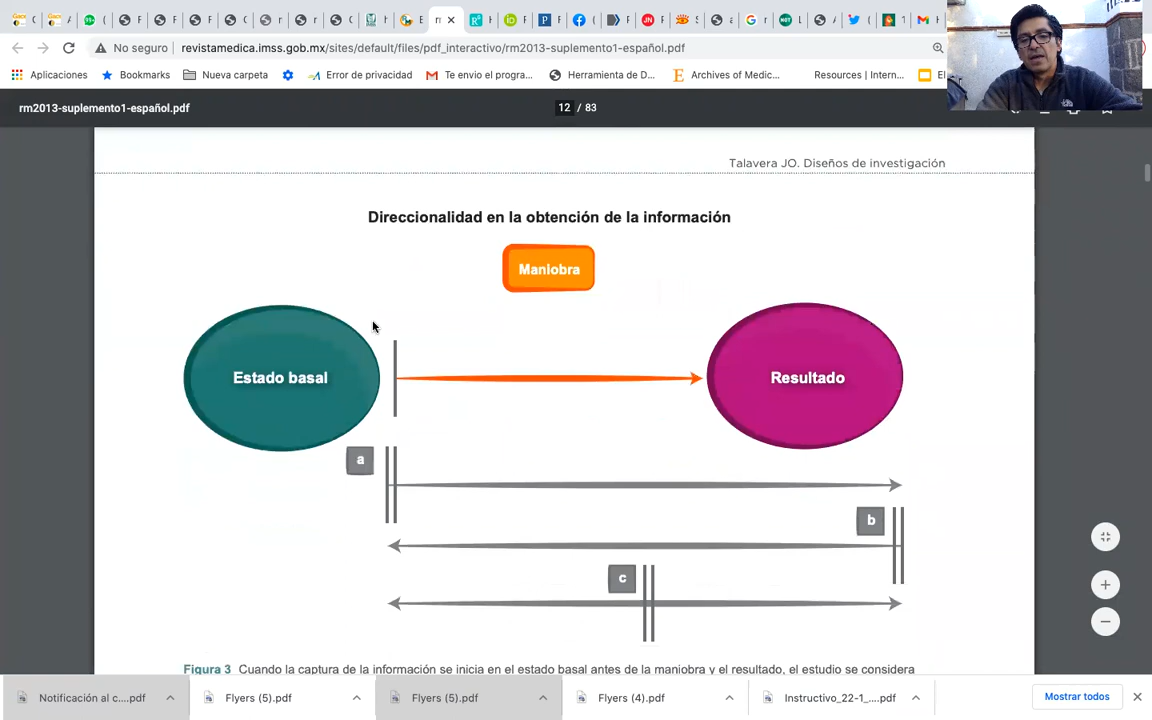 No seguro
revistamedica.imss.gob.mx/sites/default/files/pdf_interactivo/rm2013-suplemento1-español.pdf
Aplicaciones Bookmarks Nueva carpeta Error de privacidad Te envio el progra... Herramienta de D... Archives of Medic... Resources | Intern... El
rm2013-suplemento1-español.pdf 12 / 83
Talavera JO. Diseños de investigación
Direccionalidad en la obtención de la información
Maniobra
Estado basal
Resultado
a
b
c
Figura 3 Cuando la captura de la información se inicia en el estado basal antes de la maniobra y el resultado, el estudio se considera
Notificación al c....pdf Flyers (5).pdf Flyers (5).pdf Flyers (4).pdf Instructivo_22-1_....pdf Mostrar todos